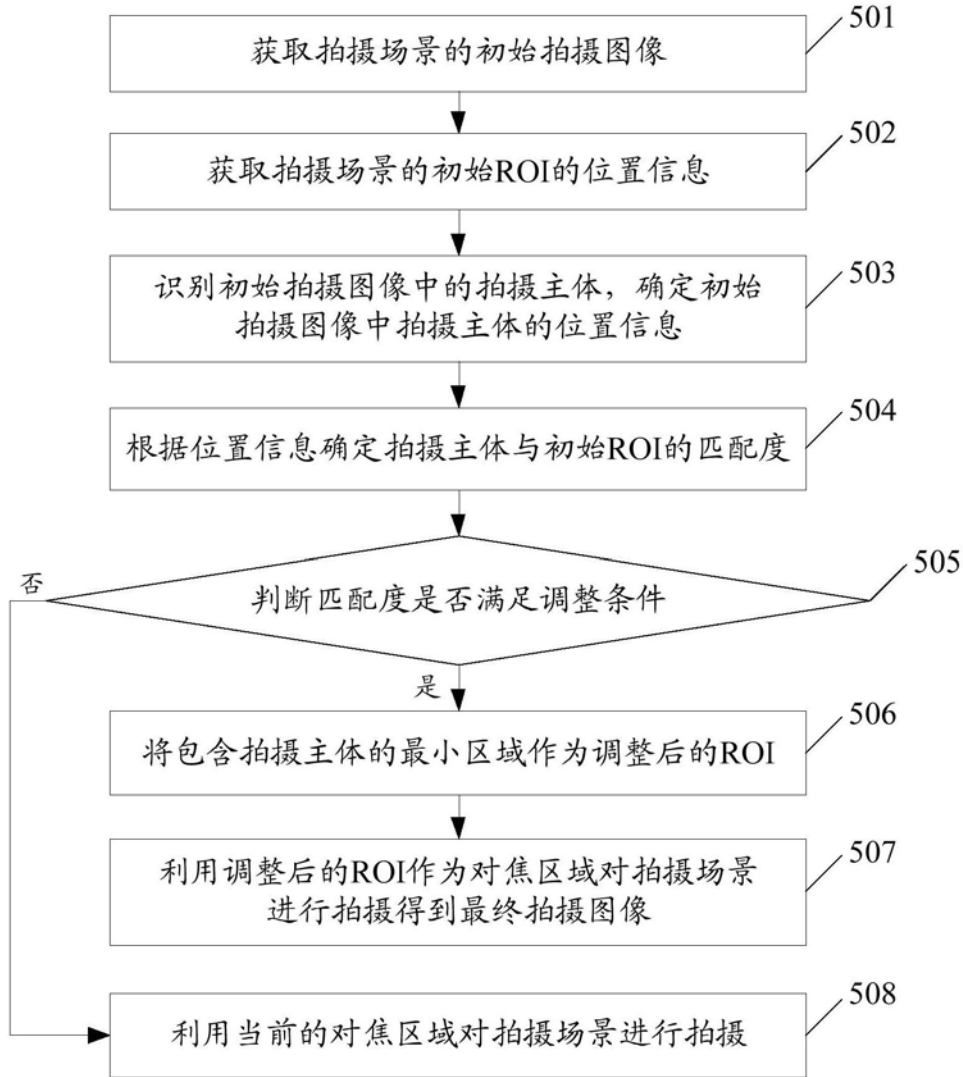 501
获取拍摄场景的初始拍摄图像
502
获取拍摄场景的初始ROI的位置信息
503
识别初始拍摄图像中的拍摄主体，确定初始
拍摄图像中拍摄主体的位置信息
504
根据位置信息确定拍摄主体与初始ROI的匹配度
505
否
判断匹配度是否满足调整条件
是
506
将包含拍摄主体的最小区域作为调整后的ROI
507
利用调整后的ROI作为对焦区域对拍摄场景
进行拍摄得到最终拍摄图像
508
利用当前的对焦区域对拍摄场景进行拍摄